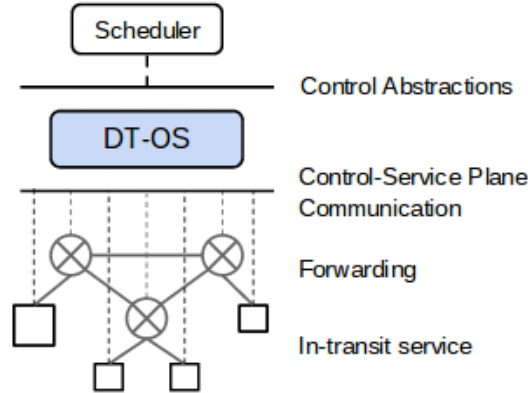 Scheduler
Control Abstractions
DT-OS
Control-Service Plane
Communication
Forwarding
In-transit service